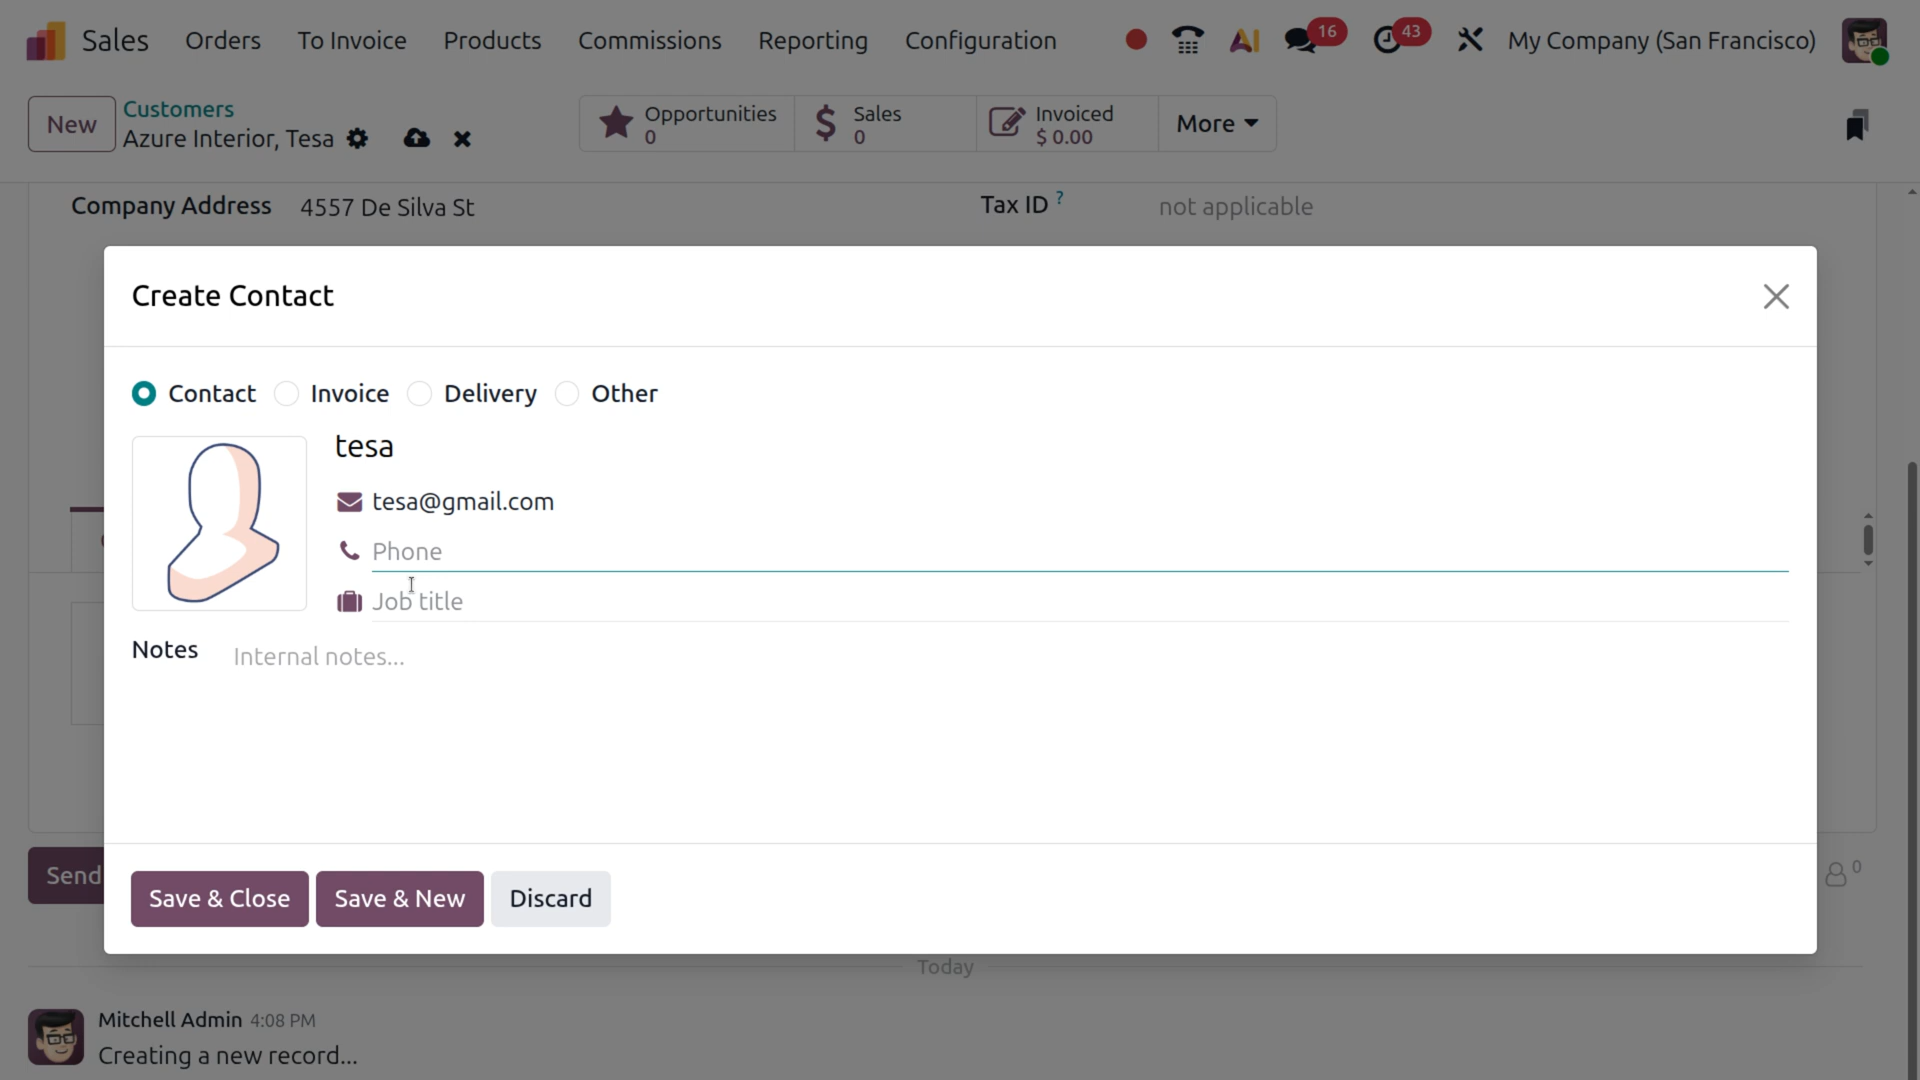 Sales Orders To Invoice Products Commissions Reporting Configuration AI 16 43 My Company (San Francisco)
New Customers
Azure Interior, Tesa
Opportunities 0
Sales 0
Invoiced $ 0.00
More
Company Address 4557 De Silva St Tax ID ? not applicable
Create Contact
Contact Invoice Delivery Other
tesa
tesa@gmail.com
Phone
Job title
Notes Internal notes...
Send
Save & Close Save & New Discard
0
Today
Mitchell Admin 4:08 PM
Creating a new record...